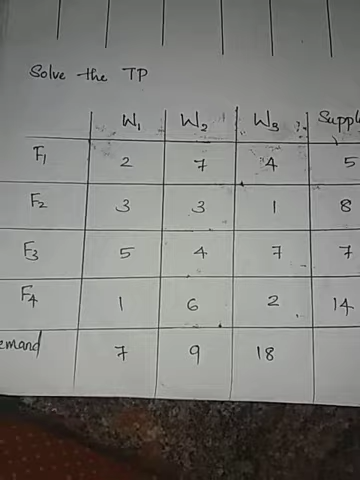 Solve the TP
W1 W2 W3 Suppl
F1 2 7 4 5
F2 3 3 1 8
F3 5 4 7 7
F4 1 6 2 14
emand 7 9 18